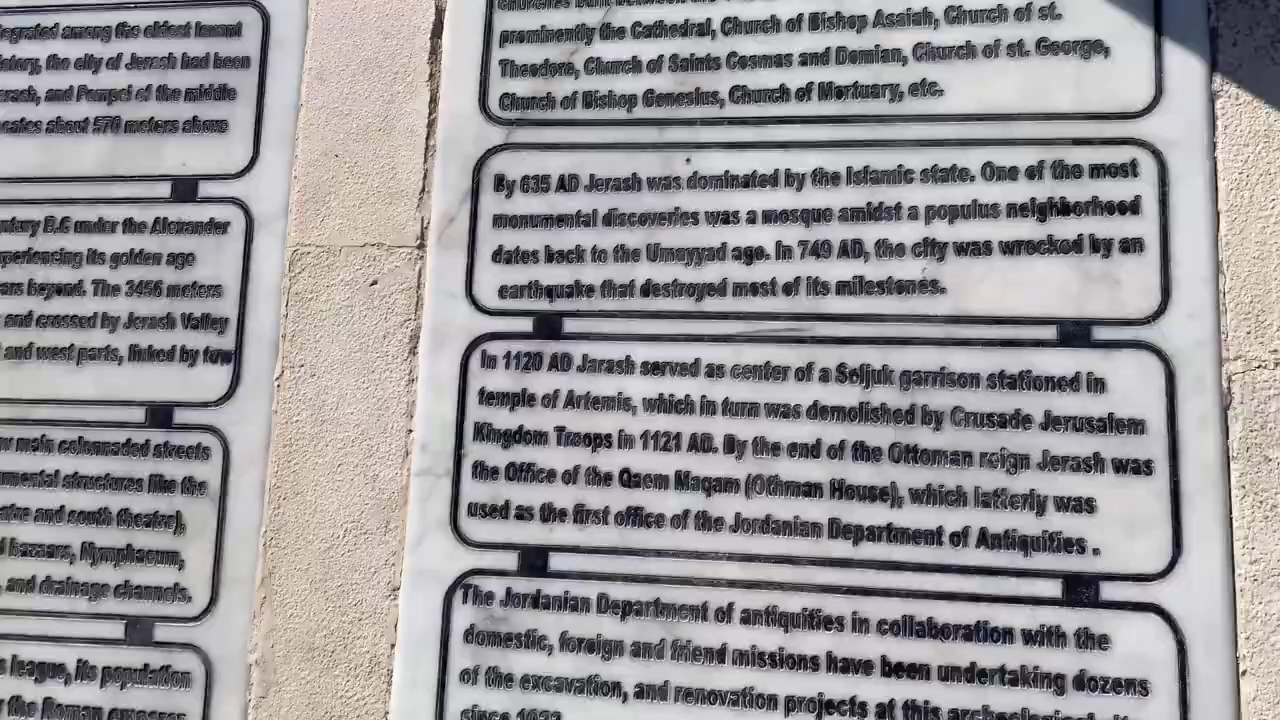 tegrated among the oldest
the city of Jerash had been
and Pompei of the middle
about 570 meters above
B.C under the Alexander
experiencing its golden age
beyond. The 3456 meters
and crossed by Jerash Valley
and west parts, linked by
main colonnaded streets
structures like the
and south theatre),
bazaars, Nymphaeum,
and drainage channels.
league, its population
the Roman emperor
churches built between the
prominently the Cathedral, Church of Bishop Asaiah, Church of st.
Theodore, Church of Saints Cosmas and Domian, Church of st. George,
Church of Bishop Genesius, Church of Mortuary, etc.
By 635 AD Jerash was dominated by the Islamic state. One of the most
monumental discoveries was a mosque amidst a populus neighborhood
dates back to the Umayyad age. In 749 AD, the city was wrecked by an
earthquake that destroyed most of its milestones.
In 1120 AD Jarash served as center of a Seljuk garrison stationed in
temple of Artemis, which in turn was demolished by Crusade Jerusalem
Kingdom Troops in 1121 AD. By the end of the Ottoman reign Jerash was
the Office of the Qaem Maqam (Othman House), which latterly was
used as the first office of the Jordanian Department of Antiquities .
The Jordanian Department of antiquities in collaboration with the
domestic, foreign and friend missions have been undertaking dozens
of the excavation, and renovation projects at this
since